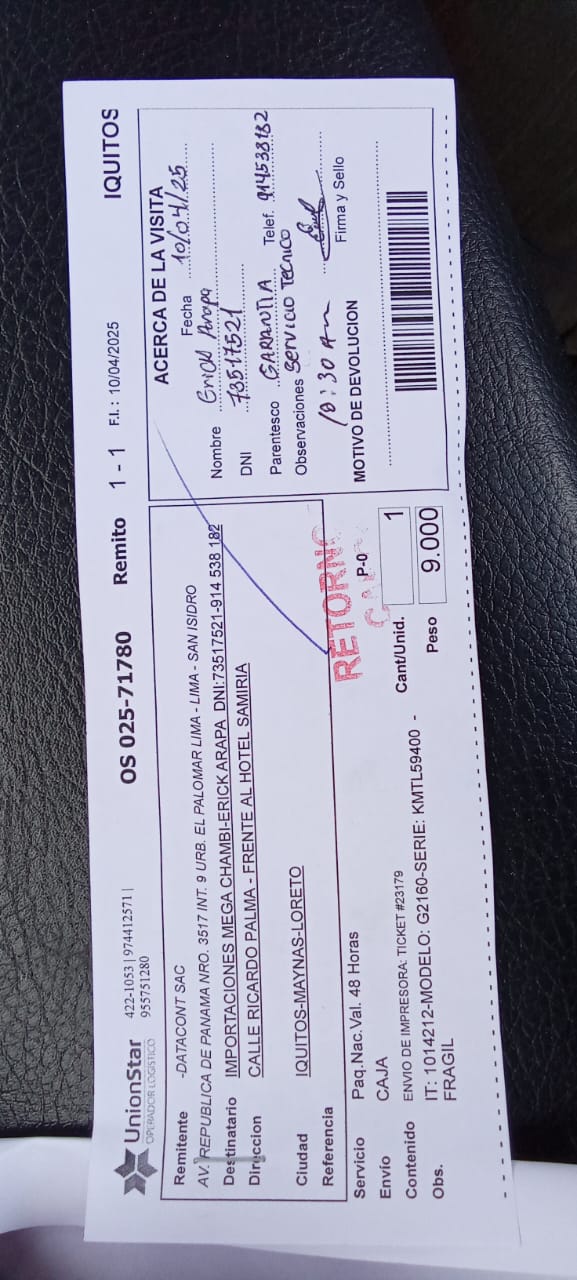 UnionStar
OPERADOR LOGÍSTICO
422-1053 | 974412571 |
955751280
OS 025-71780
Remito 1 - 1 F.I.: 10/04/2025 IQUITOS
Remitente -DATACONT SAC
AV. REPUBLICA DE PANAMA NRO. 3517 INT. 9 URB. EL PALOMAR LIMA - LIMA - SAN ISIDRO
Destinatario IMPORTACIONES MEGA CHAMBI-ERICK ARAPA DNI:73517521-914 538 182
Direccion CALLE RICARDO PALMA - FRENTE AL HOTEL SAMIRIA
Ciudad IQUITOS-MAYNAS-LORETO
Referencia
Servicio Paq.Nac.Val. 48 Horas
Envío CAJA
Contenido ENVIO DE IMPRESORA: TICKET #23179
Obs. IT: 1014212-MODELO: G2160-SERIE: KMTL59400 -
FRAGIL
RETORNO
P-0
Cant/Unid. 1
Peso 9.000
ACERCA DE LA VISITA
Fecha 10/04/25
Nombre Erick Arapa
DNI 73517521
Parentesco GARANTIA Telef. 914538182
Observaciones SERVICIO TECNICO
10:30 Am
Firma y Sello
MOTIVO DE DEVOLUCION